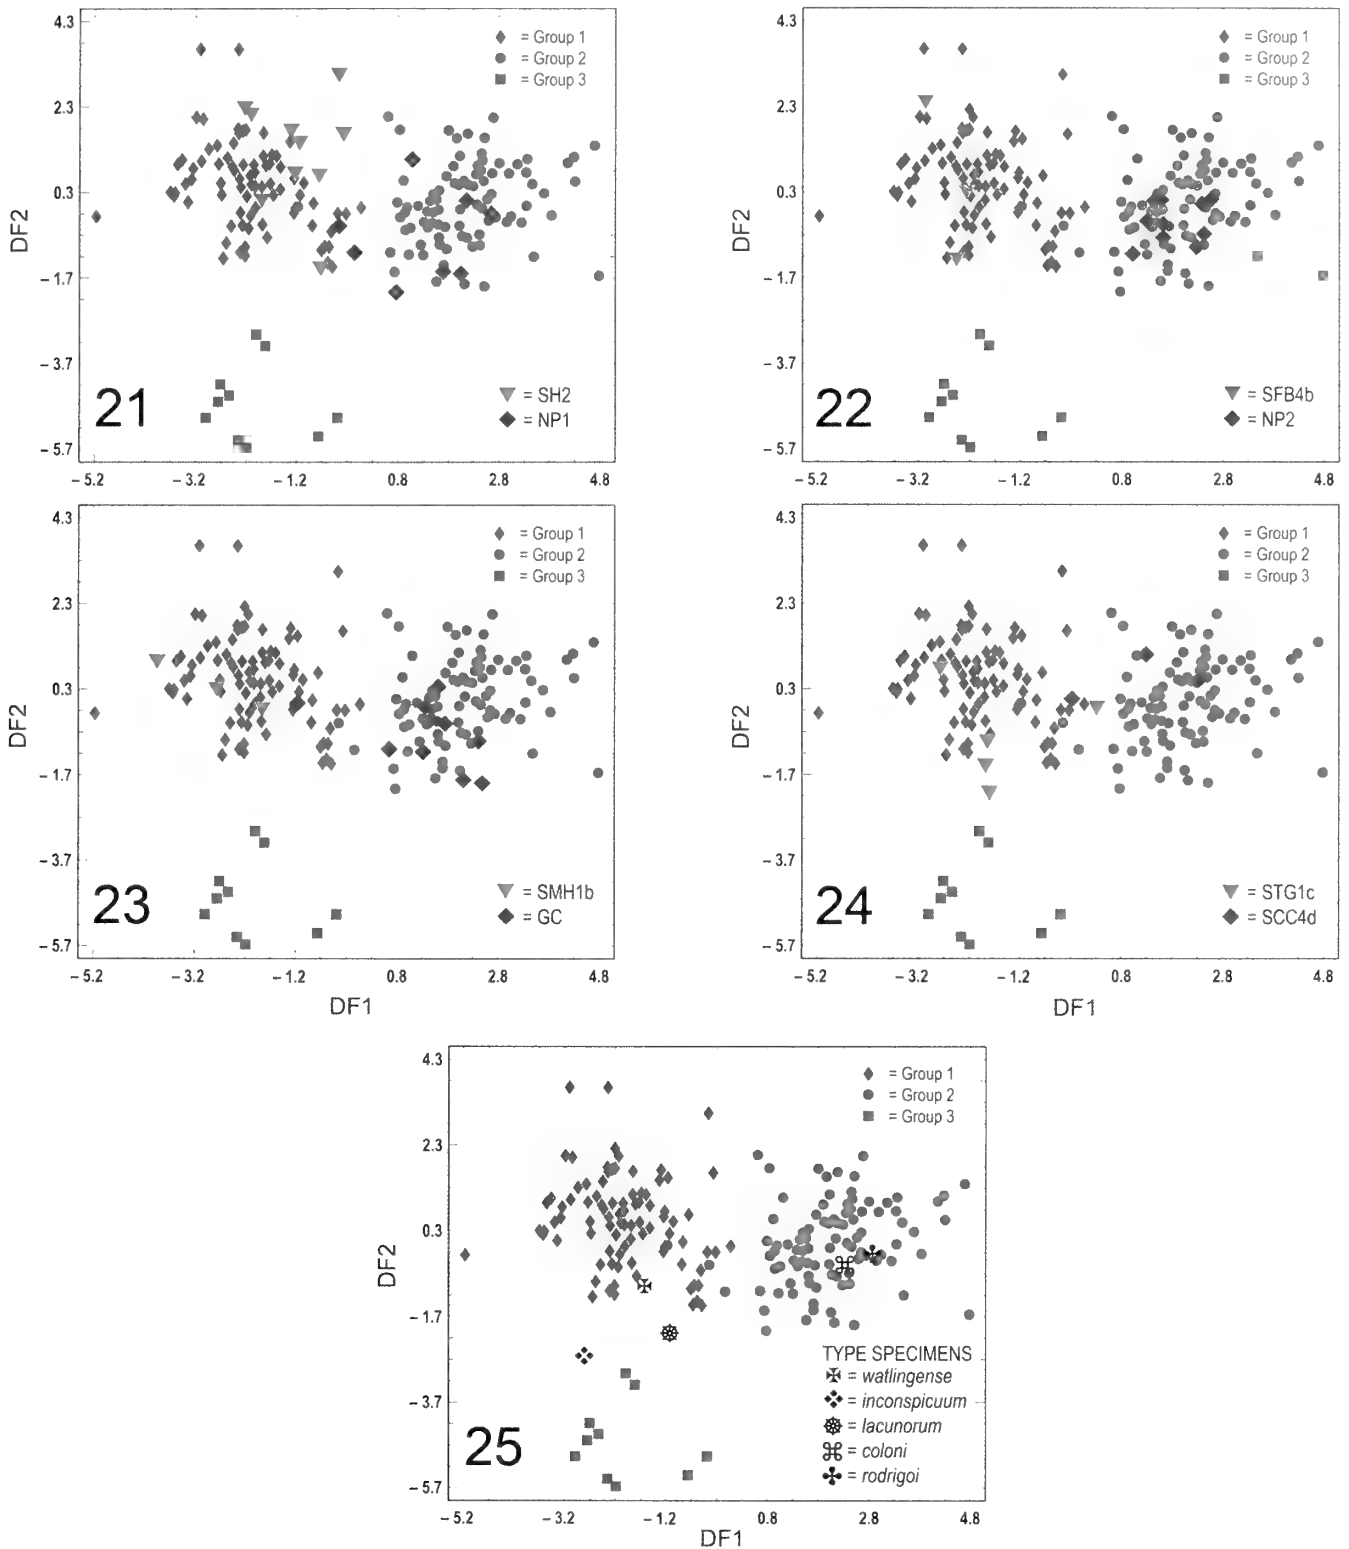 4.3
2.3
0.3
– 1.7
– 3.7
– 5.7
DF2
♦ = Group 1
● = Group 2
■ = Group 3
21
▼ = SH2
◆ = NP1
– 5.2 – 3.2 – 1.2 0.8 2.8 4.8
4.3
2.3
0.3
– 1.7
– 3.7
– 5.7
DF2
♦ = Group 1
● = Group 2
■ = Group 3
22
▼ = SFB4b
◆ = NP2
– 5.2 – 3.2 – 1.2 0.8 2.8 4.8
4.3
2.3
0.3
– 1.7
– 3.7
– 5.7
DF2
♦ = Group 1
● = Group 2
■ = Group 3
23
▼ = SMH1b
◆ = GC
– 5.2 – 3.2 – 1.2 0.8 2.8 4.8
DF1
4.3
2.3
0.3
– 1.7
– 3.7
– 5.7
DF2
♦ = Group 1
● = Group 2
■ = Group 3
24
▼ = STG1c
◆ = SCC4d
– 5.2 – 3.2 – 1.2 0.8 2.8 4.8
DF1
4.3
2.3
0.3
– 1.7
– 3.7
– 5.7
DF2
♦ = Group 1
● = Group 2
■ = Group 3
TYPE SPECIMENS
✠ = watlingense
❖ = inconspicuum
☸ = lacunorum
⌘ = coloni
✢ = rodrigoi
25
– 5.2 – 3.2 – 1.2 0.8 2.8 4.8
DF1